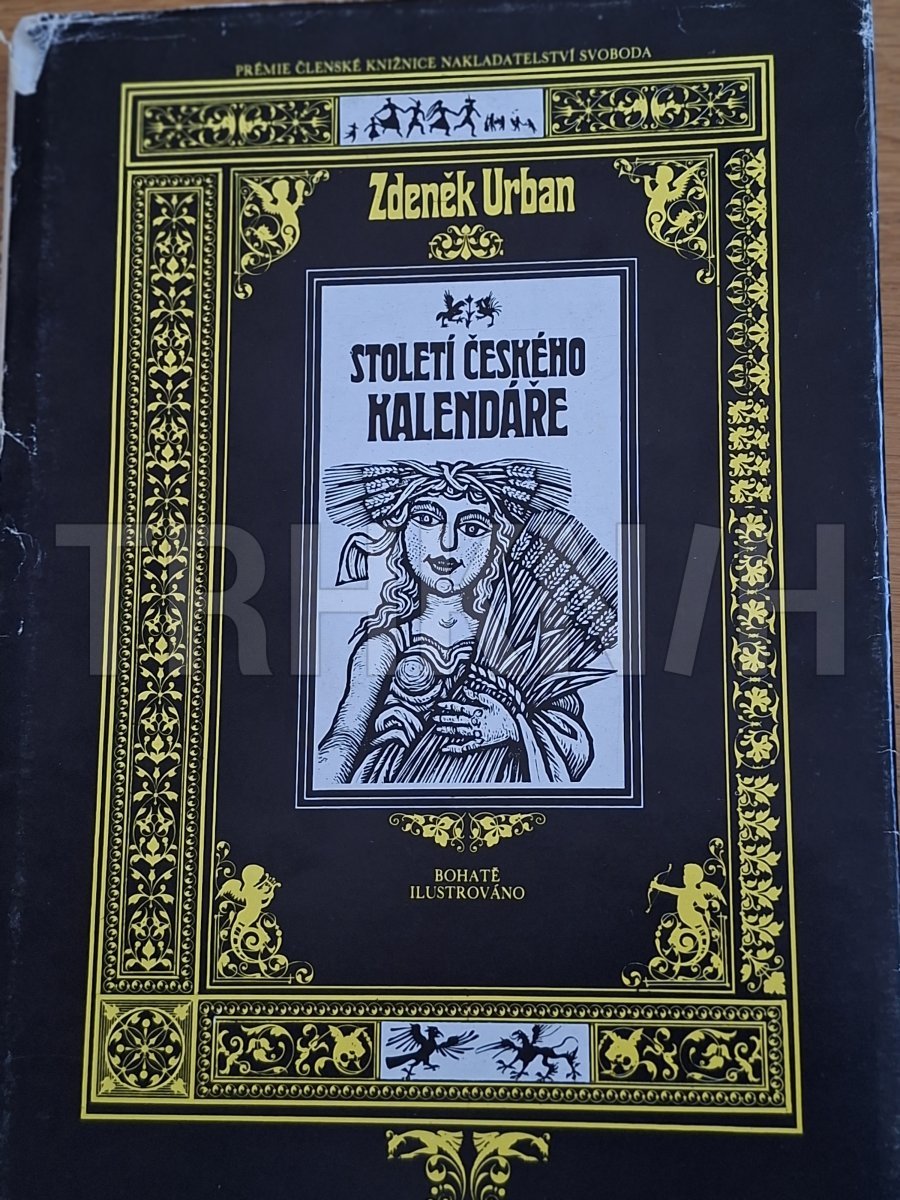 PRÉMIE ČLENSKÉ KNIŽNICE NAKLADATELSTVÍ SVOBODA
Zdeněk Urban
STOLETÍ ČESKÉHO
KALENDÁŘE
BOHATĚ
ILUSTROVÁNO